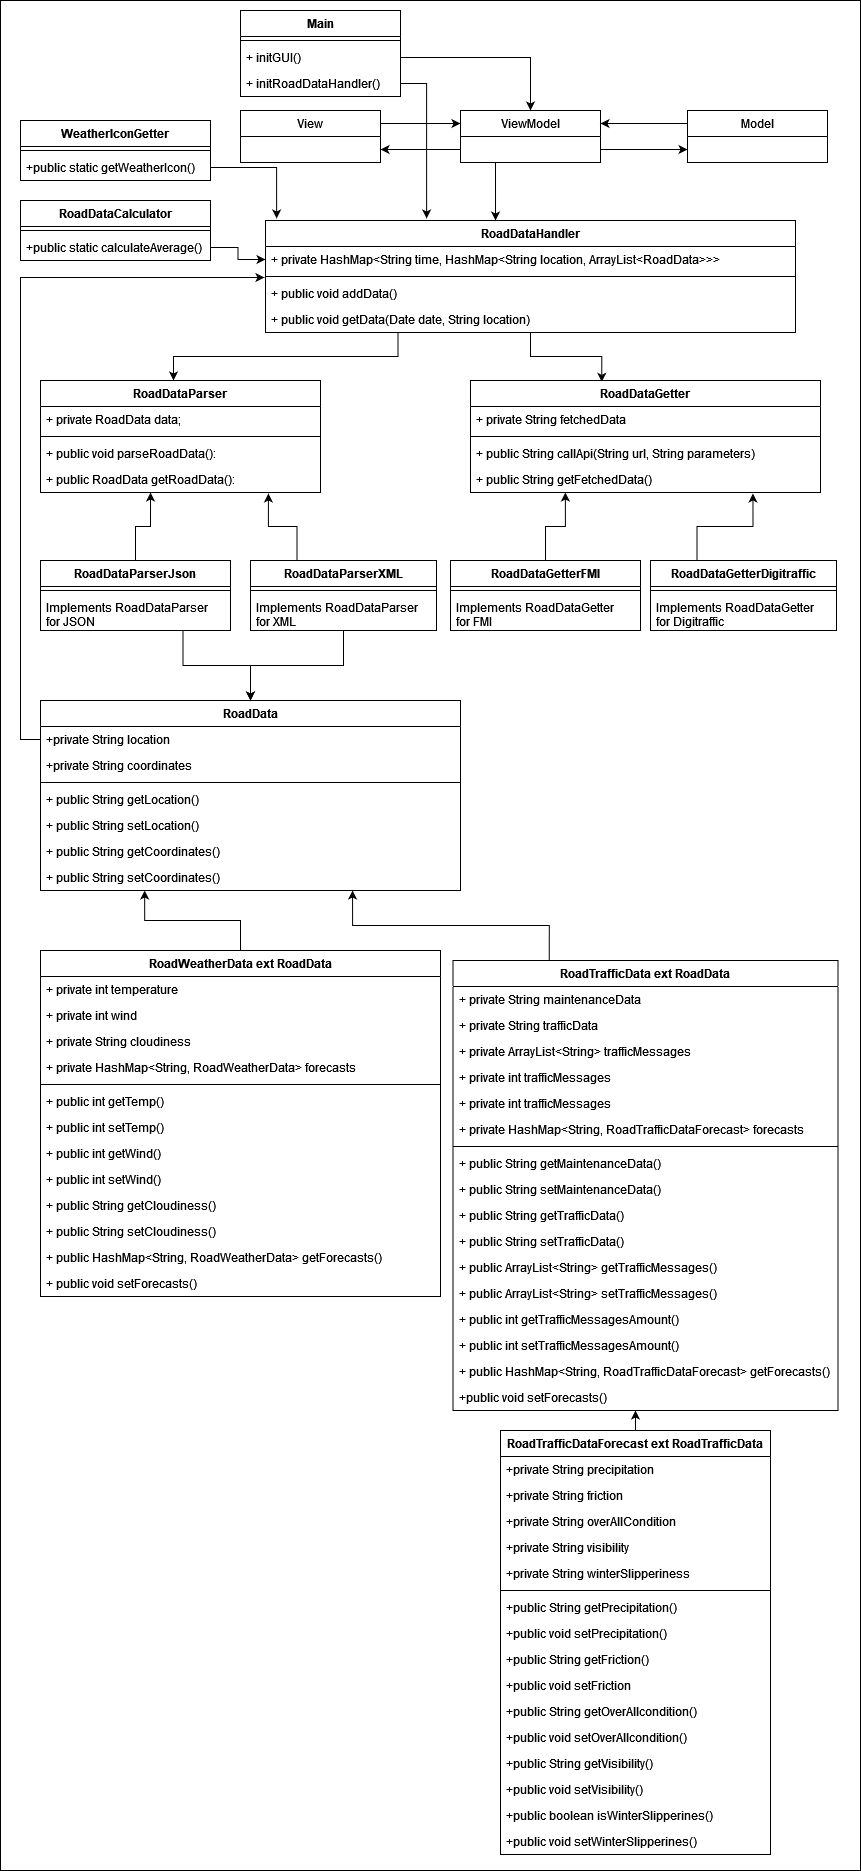 Main
+ initGUI()
+ initRoadDataHandler()
View
ViewModel
Model
WeatherIconGetter
+public static getWeatherIcon()
RoadDataCalculator
+public static calculateAverage()
RoadDataHandler
+ private HashMap<String time, HashMap<String location, ArrayList<RoadData>>>
+ public void addData()
+ public void getData(Date date, String location)
RoadDataParser
+ private RoadData data;
+ public void parseRoadData():
+ public RoadData getRoadData():
RoadDataGetter
+ private String fetchedData
+ public String callApi(String url, String parameters)
+ public String getFetchedData()
RoadDataParserJson
Implements RoadDataParser
for JSON
RoadDataParserXML
Implements RoadDataParser
for XML
RoadDataGetterFMI
Implements RoadDataGetter
for FMI
RoadDataGetterDigitraffic
Implements RoadDataGetter
for Digitraffic
RoadData
+private String location
+private String coordinates
+ public String getLocation()
+ public String setLocation()
+ public String getCoordinates()
+ public String setCoordinates()
RoadWeatherData ext RoadData
+ private int temperature
+ private int wind
+ private String cloudiness
+ private HashMap<String, RoadWeatherData> forecasts
+ public int getTemp()
+ public int setTemp()
+ public int getWind()
+ public int setWind()
+ public String getCloudiness()
+ public String setCloudiness()
+ public HashMap<String, RoadWeatherData> getForecasts()
+ public void setForecasts()
RoadTrafficData ext RoadData
+ private String maintenanceData
+ private String trafficData
+ private ArrayList<String> trafficMessages
+ private int trafficMessages
+ private int trafficMessages
+ private HashMap<String, RoadTrafficDataForecast> forecasts
+ public String getMaintenanceData()
+ public String setMaintenanceData()
+ public String getTrafficData()
+ public String setTrafficData()
+ public ArrayList<String> getTrafficMessages()
+ public ArrayList<String> setTrafficMessages()
+ public int getTrafficMessagesAmount()
+ public int setTrafficMessagesAmount()
+ public HashMap<String, RoadTrafficDataForecast> getForecasts()
+public void setForecasts()
RoadTrafficDataForecast ext RoadTrafficData
+private String precipitation
+private String friction
+private String overAllCondition
+private String visibility
+private String winterSlipperiness
+public String getPrecipitation()
+public void setPrecipitation()
+public String getFriction()
+public void setFriction
+public String getOverAllcondition()
+public void setOverAllcondition()
+public String getVisibility()
+public void setVisibility()
+public boolean isWinterSlipperines()
+public void setWinterSlipperines()